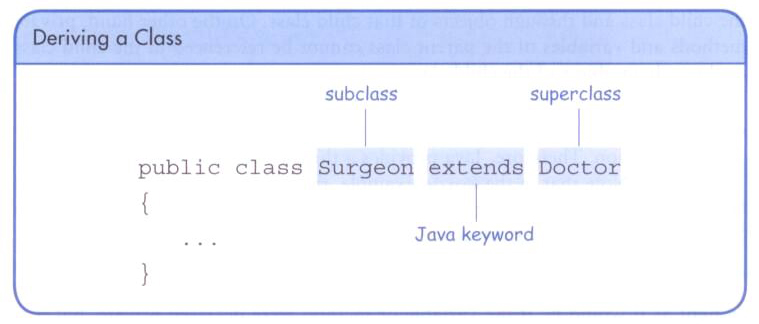 Deriving a Class
subclass superclass
public class Surgeon extends Doctor
{
Java keyword
...
}